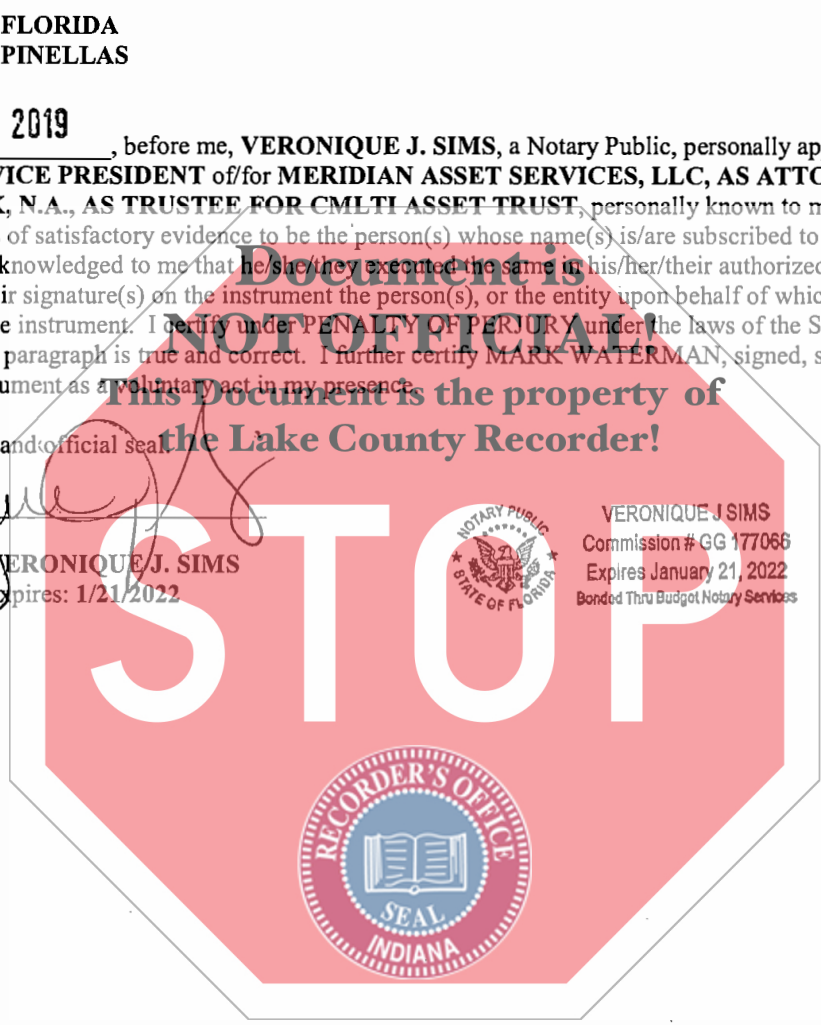 FLORIDA
PINELLAS
2019
, before me, VERONIQUE J. SIMS, a Notary Public, personally ap
VICE PRESIDENT of/for MERIDIAN ASSET SERVICES, LLC, AS ATTO
K, N.A., AS TRUSTEE FOR CMLTI ASSET TRUST, personally known to m
of satisfactory evidence to be the person(s) whose name(s) is/are subscribed to
knowledged to me that he/she/they executed the same in his/her/their authorized
ir signature(s) on the instrument the person(s), or the entity upon behalf of whic
e instrument. I certify under PENALTY OF PERJURY under the laws of the S
paragraph is true and correct. I further certify MARK WATERMAN, signed, s
ument as a voluntary act in my presence.
and official seal.
Document is
NOT OFFICIAL!
This Document is the property of
the Lake County Recorder!
STOP
VERONIQUE J. SIMS
xpires: 1/21/2022
NOTARY PUBLIC
STATE OF FLORIDA
VERONIQUE J SIMS
Commission # GG 177066
Expires January 21, 2022
Bonded Thru Budget Notary Services
RECORDER'S OFFICE
SEAL
INDIANA